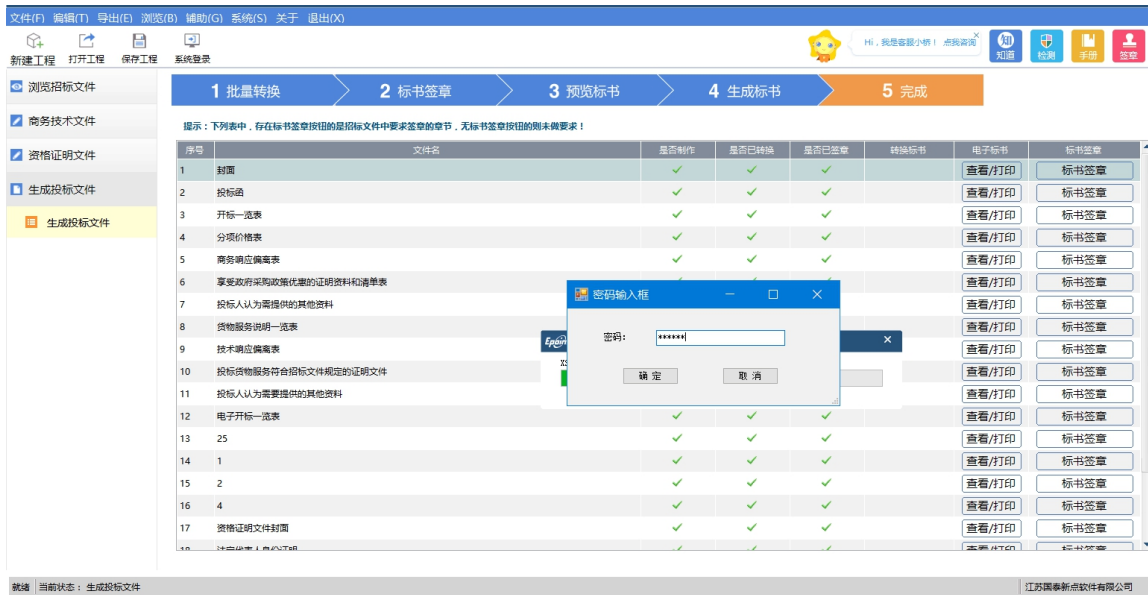 文件(F) 编辑(T) 导出(E) 浏览(B) 辅助(G) 系统(S) 关于 退出(X)
新建工程 打开工程 保存工程 系统登录
Hi，我是客服小桥！ 点我咨询
知 知道 检测 手册 签章
浏览招标文件
商务技术文件
资格证明文件
生成投标文件
生成投标文件
1 批量转换 2 标书签章 3 预览标书 4 生成标书 5 完成
提示：下列表中，存在标书签章按钮的是招标文件中要求签章的章节，无标书签章按钮的则未做要求！
序号 文件名 是否制作 是否已转换 是否已签章 转换标书 电子标书 标书签章
1 封面 ✓ ✓ ✓ 查看/打印 标书签章
2 投标函 ✓ ✓ ✓ 查看/打印 标书签章
3 开标一览表 ✓ ✓ ✓ 查看/打印 标书签章
4 分项价格表 ✓ ✓ ✓ 查看/打印 标书签章
5 商务响应偏离表 ✓ ✓ ✓ 查看/打印 标书签章
6 享受政府采购政策优惠的证明资料和清单表 查看/打印 标书签章
7 投标人认为需提供的其他资料 查看/打印 标书签章
8 货物服务说明一览表 查看/打印 标书签章
9 技术响应偏离表 查看/打印 标书签章
10 投标货物服务符合招标文件规定的证明文件 查看/打印 标书签章
11 投标人认为需要提供的其他资料 查看/打印 标书签章
12 电子开标一览表 ✓ ✓ ✓ 查看/打印 标书签章
13 25 ✓ ✓ ✓ 查看/打印 标书签章
14 1 ✓ ✓ ✓ 查看/打印 标书签章
15 2 ✓ ✓ ✓ 查看/打印 标书签章
16 4 ✓ ✓ ✓ 查看/打印 标书签章
17 资格证明文件封面 ✓ ✓ ✓ 查看/打印 标书签章
密码输入框
密码: ******
确定 取消
就绪 当前状态：生成投标文件
江苏国泰新点软件有限公司